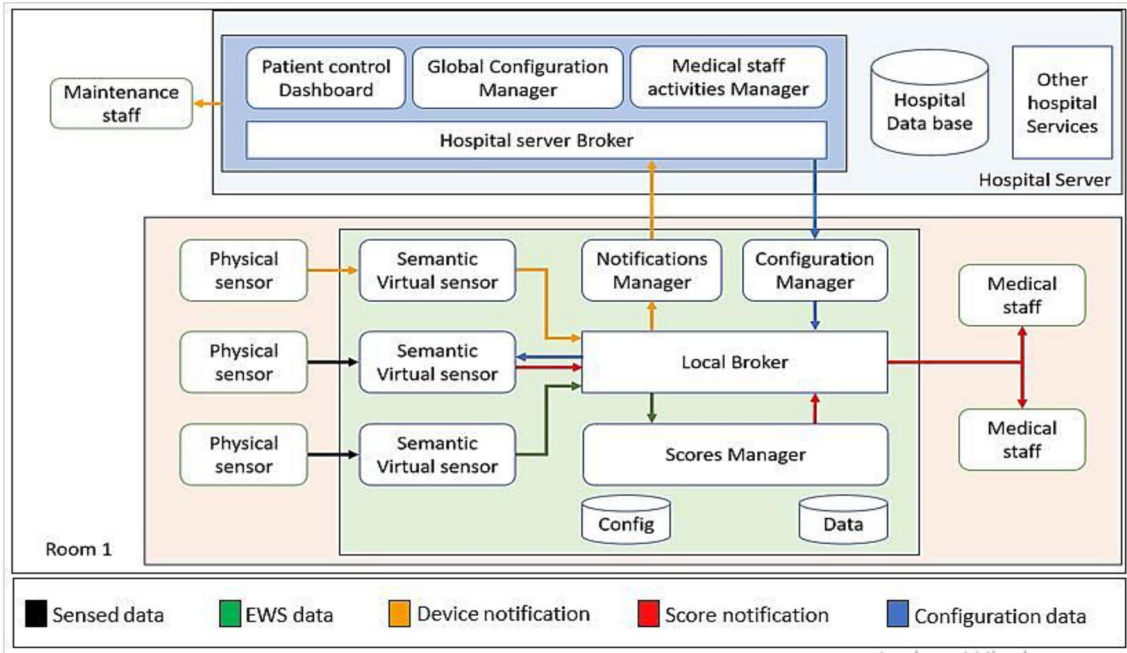 Patient control
Dashboard
Global Configuration
Manager
Medical staff
activities Manager
Maintenance
staff
Hospital
Data base
Other
hospital
Services
Hospital server Broker
Hospital Server
Physical
sensor
Semantic
Virtual sensor
Notifications
Manager
Configuration
Manager
Medical
staff
Physical
sensor
Semantic
Virtual sensor
Local Broker
Physical
sensor
Semantic
Virtual sensor
Scores Manager
Medical
staff
Config
Data
Room 1
Sensed data
EWS data
Device notification
Score notification
Configuration data